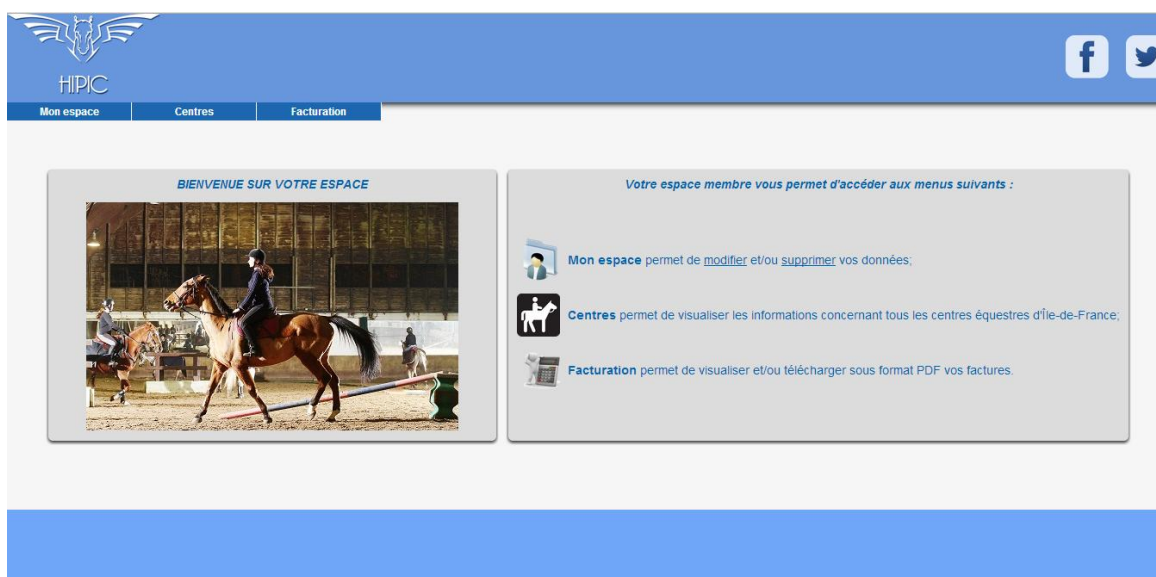 HIPIC
Mon espace
Centres
Facturation
BIENVENUE SUR VOTRE ESPACE
Votre espace membre vous permet d'accéder aux menus suivants :
Mon espace permet de modifier et/ou supprimer vos données;
Centres permet de visualiser les informations concernant tous les centres équestres d'Île-de-France;
Facturation permet de visualiser et/ou télécharger sous format PDF vos factures.